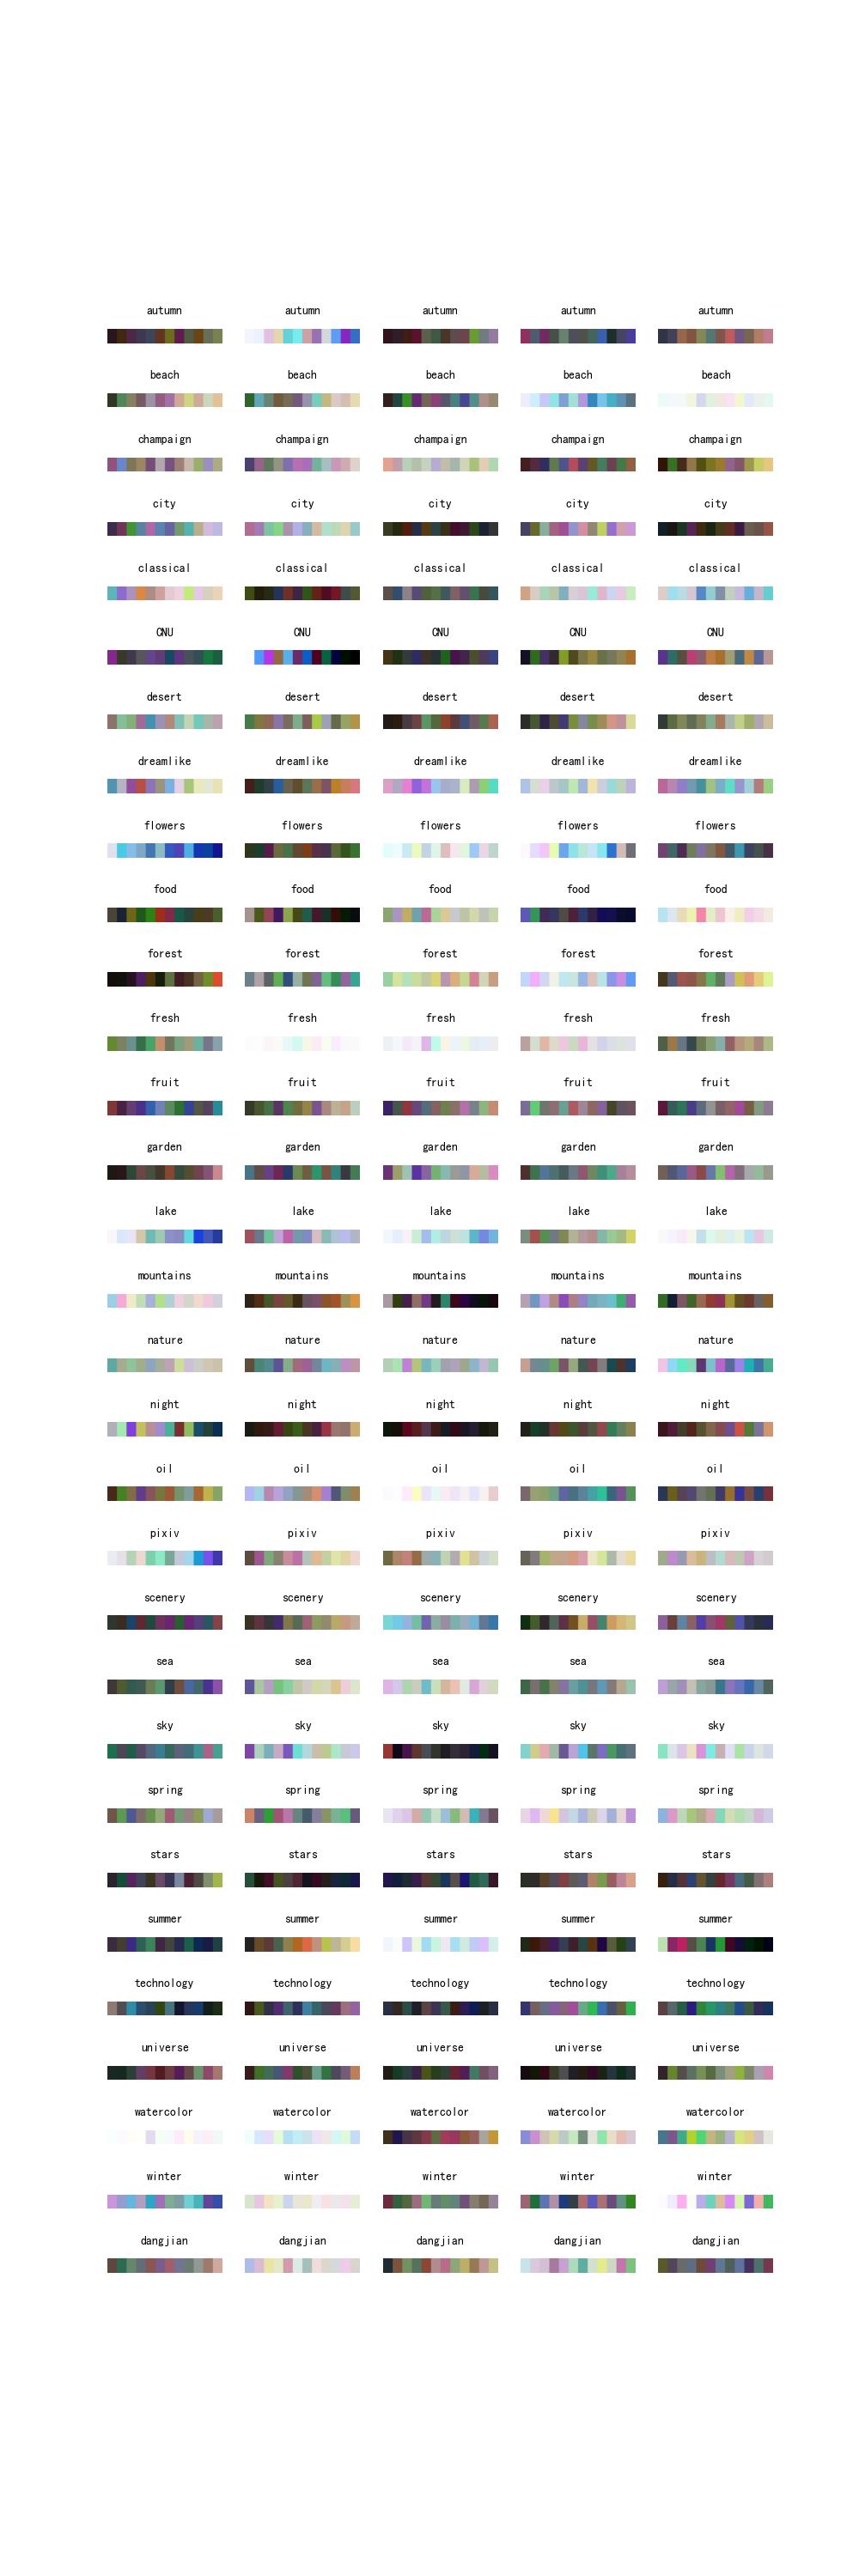 autumn autumn autumn autumn autumn
beach beach beach beach beach
champaign champaign champaign champaign champaign
city city city city city
classical classical classical classical classical
CNU CNU CNU CNU CNU
desert desert desert desert desert
dreamlike dreamlike dreamlike dreamlike dreamlike
flowers flowers flowers flowers flowers
food food food food food
forest forest forest forest forest
fresh fresh fresh fresh fresh
fruit fruit fruit fruit fruit
garden garden garden garden garden
lake lake lake lake lake
mountains mountains mountains mountains mountains
nature nature nature nature nature
night night night night night
oil oil oil oil oil
pixiv pixiv pixiv pixiv pixiv
scenery scenery scenery scenery scenery
sea sea sea sea sea
sky sky sky sky sky
spring spring spring spring spring
stars stars stars stars stars
summer summer summer summer summer
technology technology technology technology technology
universe universe universe universe universe
watercolor watercolor watercolor watercolor watercolor
winter winter winter winter winter
dangjian dangjian dangjian dangjian dangjian